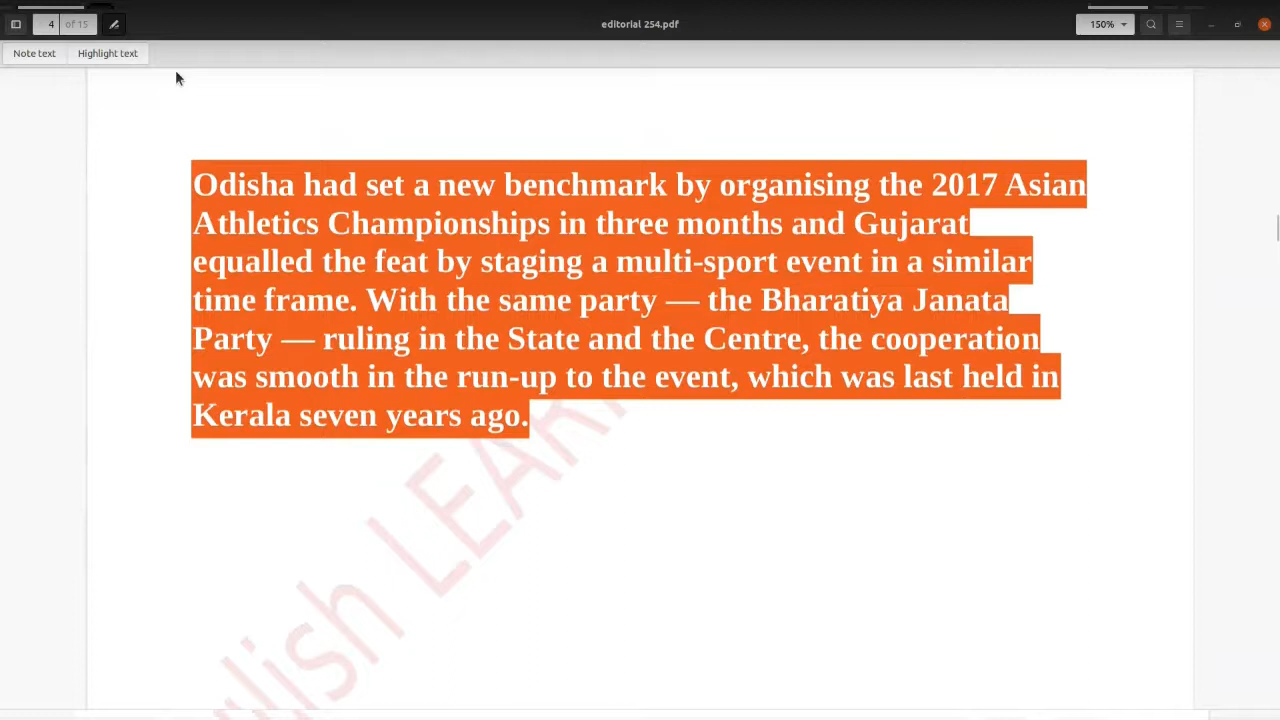 4 of 15
editorial 254.pdf
150%
Note text
Highlight text
Odisha had set a new benchmark by organising the 2017 Asian
Athletics Championships in three months and Gujarat
equalled the feat by staging a multi-sport event in a similar
time frame. With the same party — the Bharatiya Janata
Party — ruling in the State and the Centre, the cooperation
was smooth in the run-up to the event, which was last held in
Kerala seven years ago.